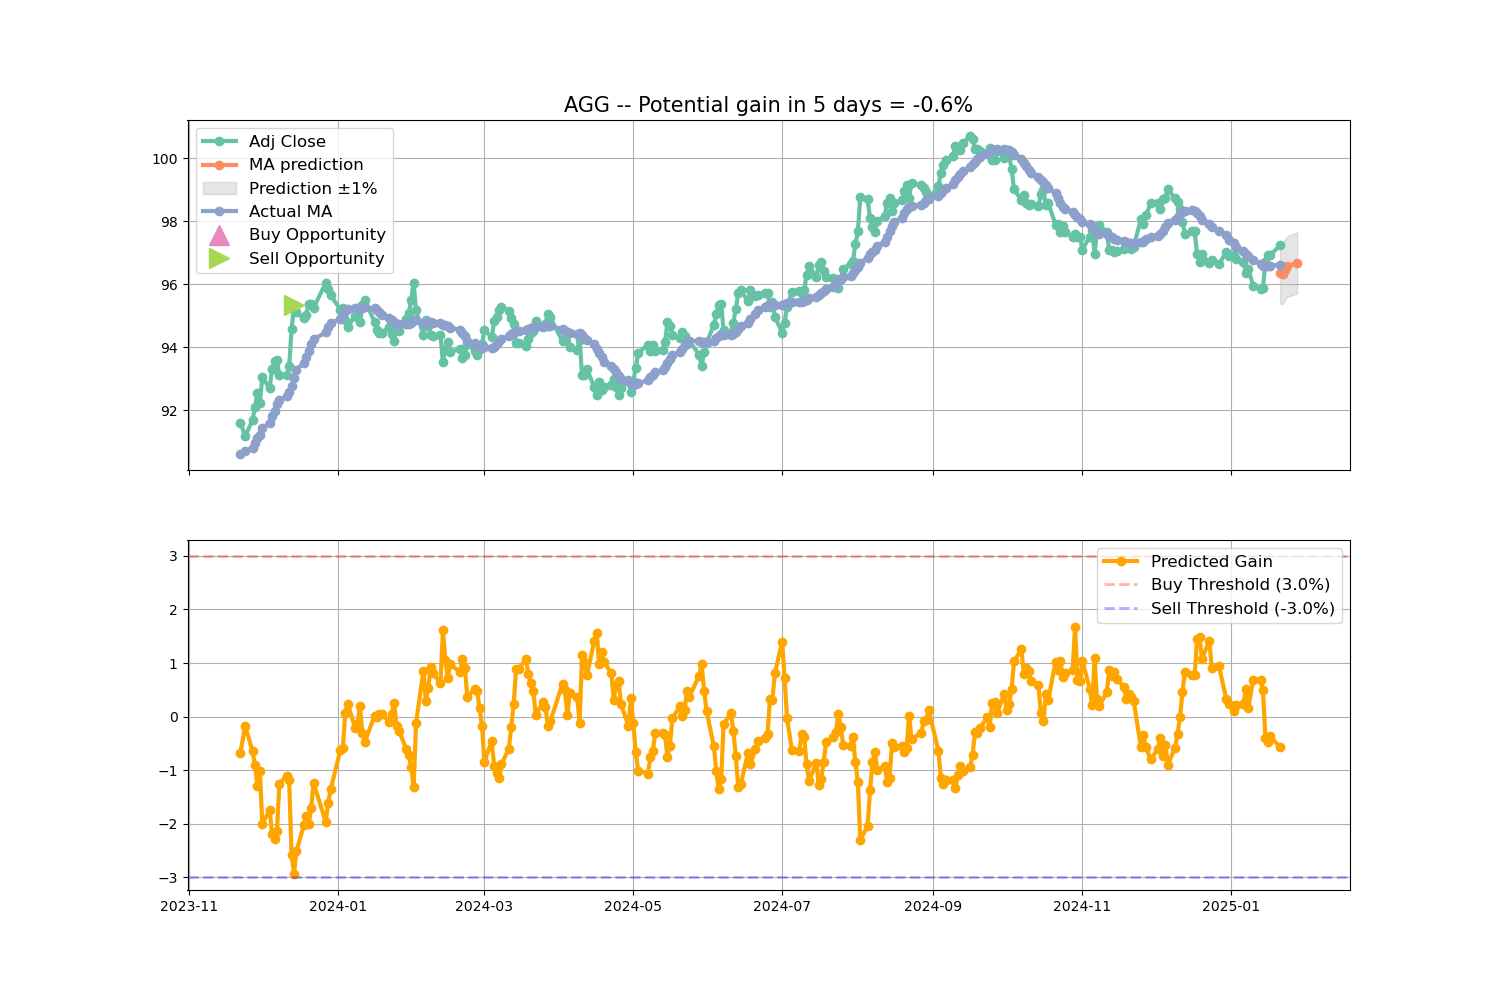 AGG -- Potential gain in 5 days = -0.6%
Adj Close
MA prediction
Prediction ±1%
Actual MA
Buy Opportunity
Sell Opportunity
100
98
96
94
92
Predicted Gain
Buy Threshold (3.0%)
Sell Threshold (-3.0%)
3
2
1
0
−1
−2
−3
2023-11 2024-01 2024-03 2024-05 2024-07 2024-09 2024-11 2025-01